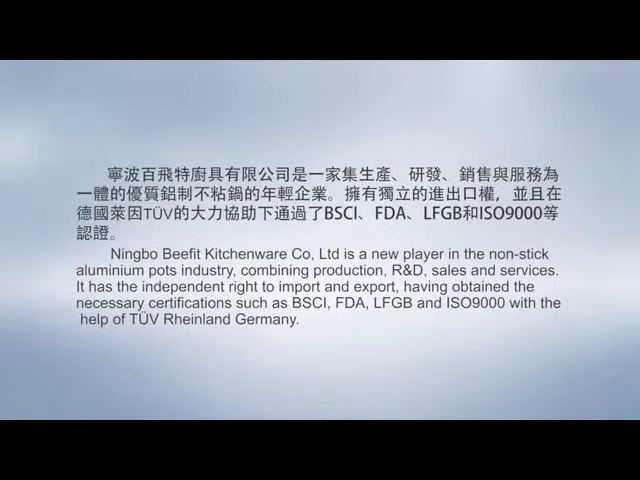 寧波百飛特廚具有限公司是一家集生產、研發、銷售與服務為
一體的優質鋁制不粘鍋的年輕企業。擁有獨立的進出口權，並且在
德國萊因TÜV的大力協助下通過了BSCI、FDA、LFGB和ISO9000等
認證。
Ningbo Beefit Kitchenware Co, Ltd is a new player in the non-stick
aluminium pots industry, combining production, R&D, sales and services.
It has the independent right to import and export, having obtained the
necessary certifications such as BSCI, FDA, LFGB and ISO9000 with the
help of TÜV Rheinland Germany.